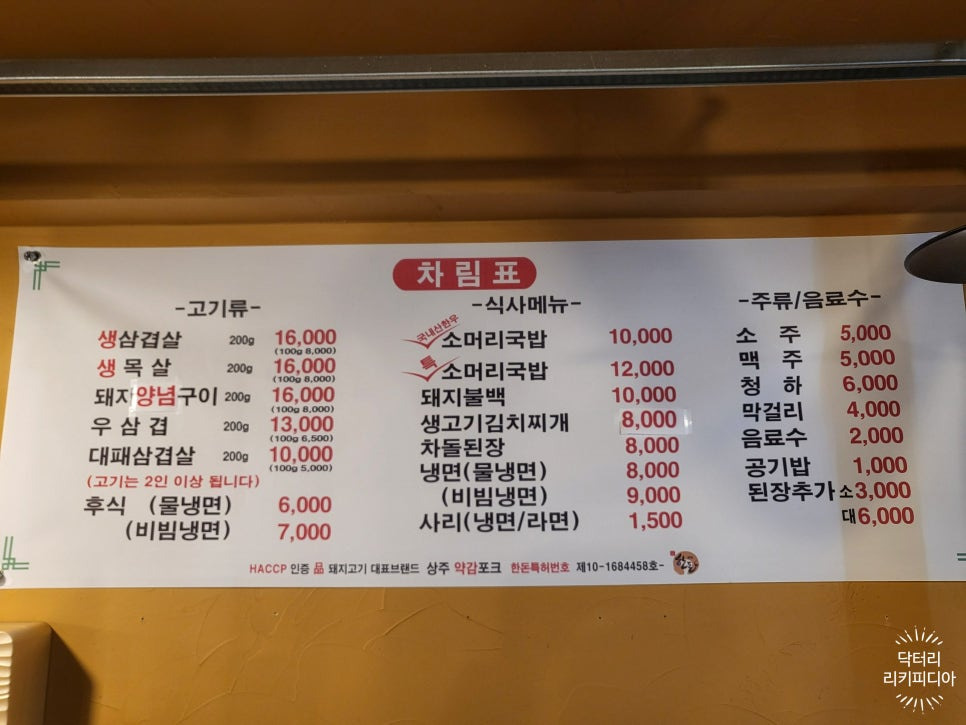 차림표
-고기류-
생삼겹살 200g 16,000
(100g 8,000)
생목살 200g 16,000
(100g 8,000)
돼지양념구이 200g 16,000
(100g 8,000)
우삼겹 200g 13,000
(100g 6,500)
대패삼겹살 200g 10,000
(100g 5,000)
(고기는 2인 이상 됩니다)
후식 (물냉면) 6,000
(비빔냉면) 7,000
-식사메뉴-
국내산한우
소머리국밥 10,000
특
소머리국밥 12,000
돼지불백 10,000
생고기김치찌개 8,000
차돌된장 8,000
냉면(물냉면) 8,000
(비빔냉면) 9,000
사리(냉면/라면) 1,500
-주류/음료수-
소주 5,000
맥주 5,000
청하 6,000
막걸리 4,000
음료수 2,000
공기밥 1,000
된장추가 소3,000
대6,000
HACCP 인증 品 돼지고기 대표브랜드 상주 약감포크 한돈특허번호 제10-1684458호-
한돈
닥터리
리키피디아